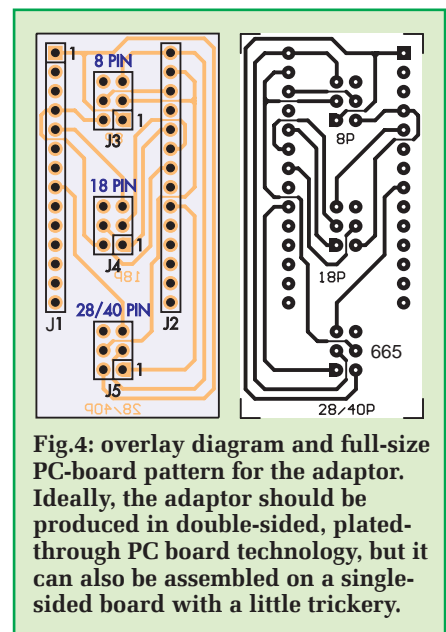 1
8 PIN
1
J3
18 PIN
1
J4
18P
28/40 PIN
J1
J2
1
J5
28/40P
8P
18P
665
28/40P
Fig.4: overlay diagram and full-size
PC-board pattern for the adaptor.
Ideally, the adaptor should be
produced in double-sided, plated-
through PC board technology, but it
can also be assembled on a single-
sided board with a little trickery.